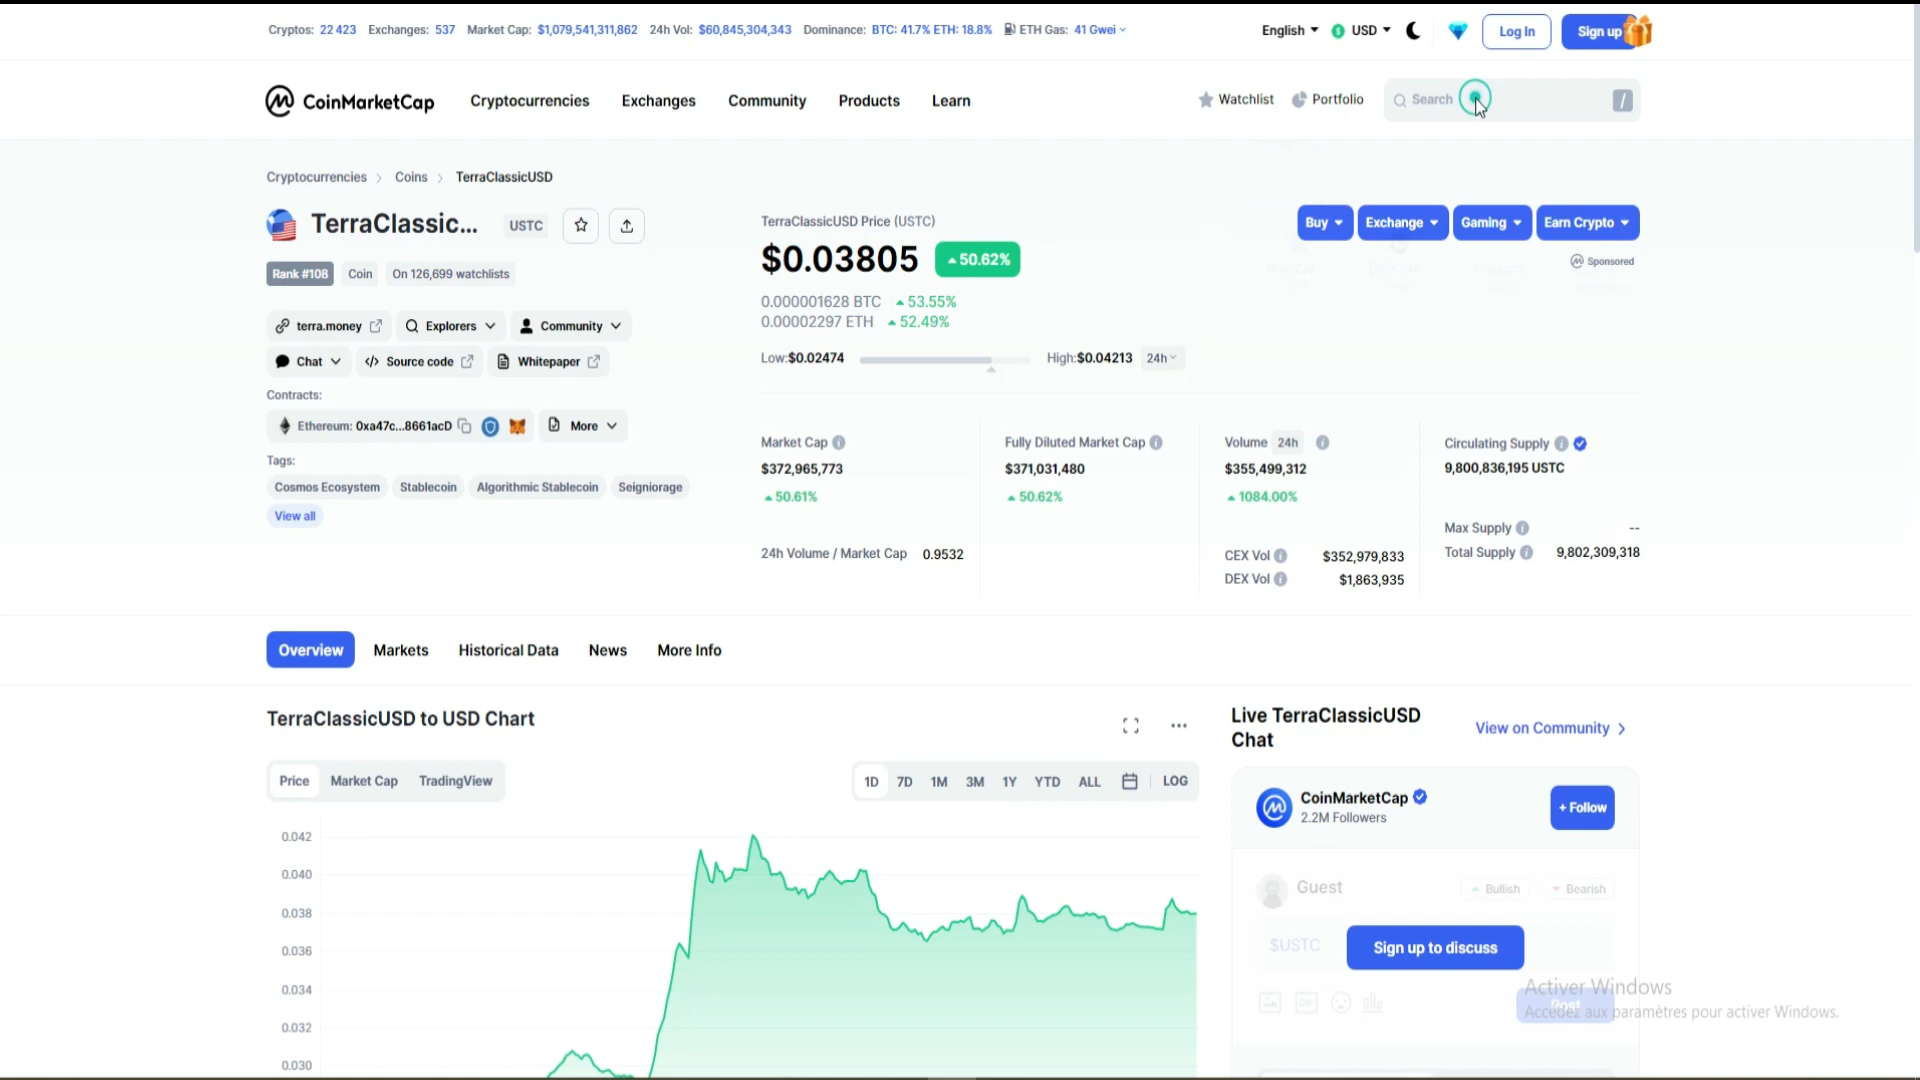 Cryptos: 22 423 Exchanges: 537 Market Cap: $1,079,541,311,862 24h Vol: $60,845,304,343 Dominance: BTC: 41.7% ETH: 18.8% ETH Gas: 41 Gwei English USD Log In Sign up
CoinMarketCap Cryptocurrencies Exchanges Community Products Learn Watchlist Portfolio Search /
Cryptocurrencies > Coins > TerraClassicUSD
TerraClassic... USTC
Rank #108 Coin On 126,699 watchlists
terra.money Explorers Community
Chat Source code Whitepaper
Contracts:
Ethereum: 0xa47c...8661acD More
Tags:
Cosmos Ecosystem Stablecoin Algorithmic Stablecoin Seigniorage
View all
TerraClassicUSD Price (USTC)
$0.03805 50.62%
0.000001628 BTC 53.55%
0.00002297 ETH 52.49%
Low:$0.02474 High:$0.04213 24h
Buy Exchange Gaming Earn Crypto
Sponsored
Market Cap
$372,965,773
50.61%
24h Volume / Market Cap 0.9532
Fully Diluted Market Cap
$371,031,480
50.62%
Volume 24h
$355,499,312
1084.00%
CEX Vol $352,979,833
DEX Vol $1,863,935
Circulating Supply
9,800,836,195 USTC
Max Supply --
Total Supply 9,802,309,318
Overview Markets Historical Data News More Info
TerraClassicUSD to USD Chart
Price Market Cap TradingView 1D 7D 1M 3M 1Y YTD ALL LOG
0.042
0.040
0.038
0.036
0.034
0.032
0.030
Live TerraClassicUSD
Chat
View on Community >
CoinMarketCap
2.2M Followers
+ Follow
Guest Bullish Bearish
$USTC
Sign up to discuss
Post
Activer Windows
Accédez aux paramètres pour activer Windows.